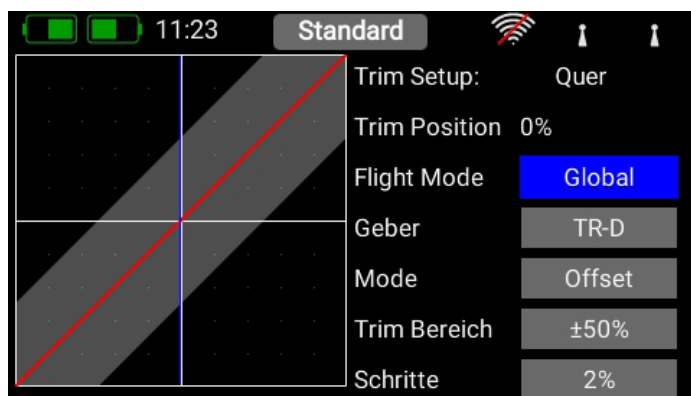 11:23 Standard
Trim Setup: Quer
Trim Position 0%
Flight Mode Global
Geber TR-D
Mode Offset
Trim Bereich ±50%
Schritte 2%